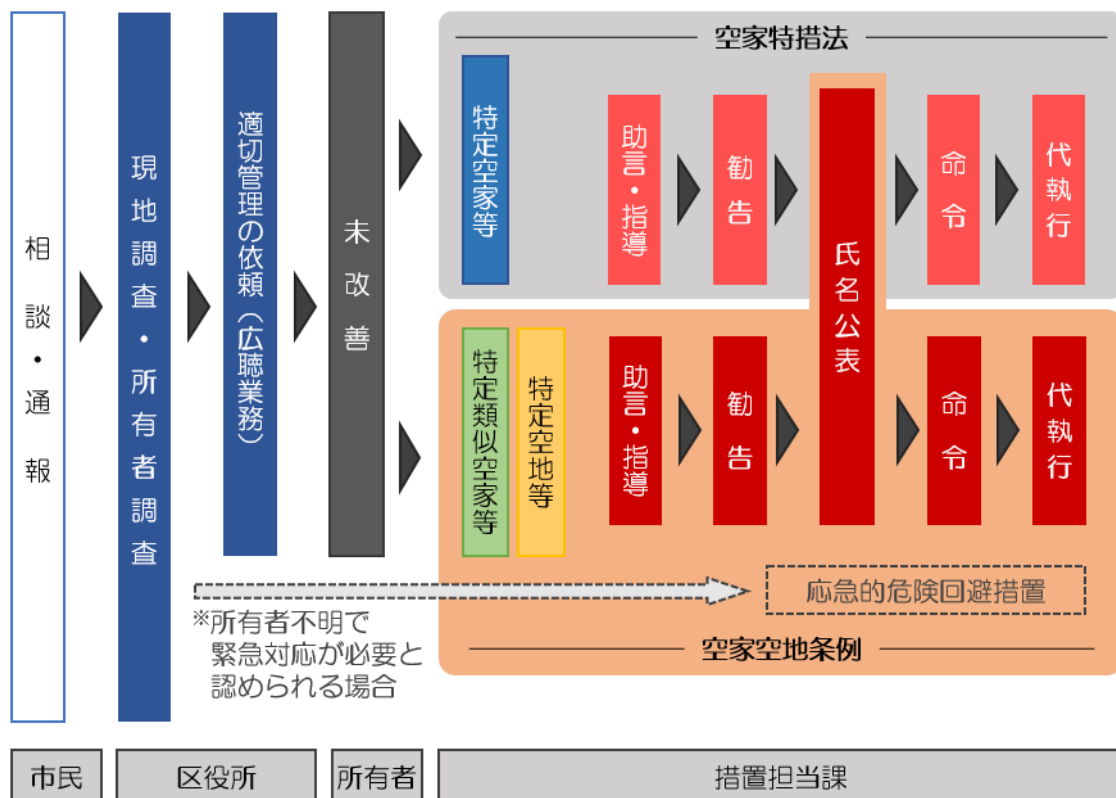 相談・通報
現地調査・所有者調査
適切管理の依頼（広聴業務）
未改善
空家特措法
特定空家等
助言・指導
勧告
氏名公表
命令
代執行
特定類似空家等
特定空地等
助言・指導
勧告
命令
代執行
応急的危険回避措置
※所有者不明で
緊急対応が必要と
認められる場合
空家空地条例
市民
区役所
所有者
措置担当課